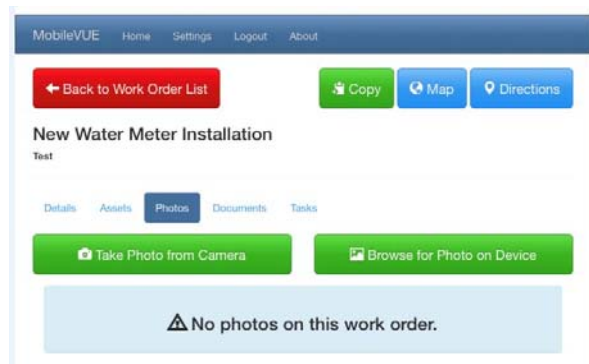 MobileVUE Home Settings Logout About
Back to Work Order List Copy Map Directions
New Water Meter Installation
Test
Details Assets Photos Documents Tasks
Take Photo from Camera Browse for Photo on Device
No photos on this work order.